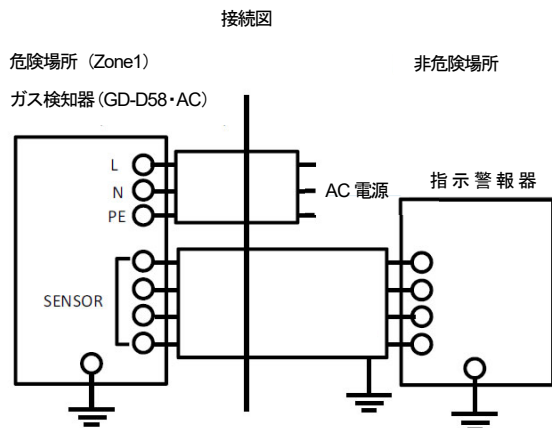 接続図
危険場所（Zone1）
非危険場所
ガス検知器（GD-D58・AC）
指示警報器
L
N
AC 電源
PE
SENSOR